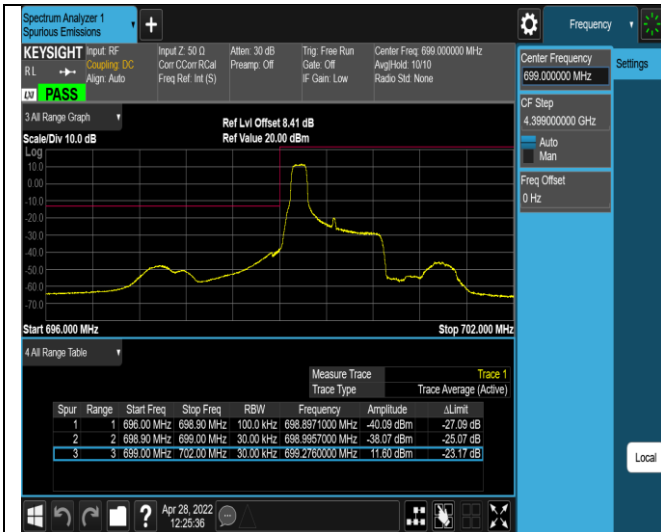 Spectrum Analyzer 1
Spurious Emissions
Frequency
KEYSIGHT Input: RF Input Z: 50 Ω Atten: 30 dB Trig: Free Run Center Freq: 699.000000 MHz
RL Coupling: DC Corr CCorr RCal Preamp: Off Gate: Off Avg|Hold: 10/10
Align: Auto Freq Ref: Int (S) IF Gain: Low Radio Std: None
LXI PASS
Center Frequency
699.000000 MHz
Settings
CF Step
4.399000000 GHz
Auto
Man
Freq Offset
0 Hz
3 All Range Graph
Ref Lvl Offset 8.41 dB
Scale/Div 10.0 dB Ref Value 20.00 dBm
Log
10.0
0.00
-10.0
-20.0
-30.0
-40.0
-50.0
-60.0
-70.0
Start 696.000 MHz Stop 702.000 MHz
4 All Range Table
Measure Trace Trace 1
Trace Type Trace Average (Active)
Spur Range Start Freq Stop Freq RBW Frequency Amplitude ΔLimit
1 1 696.00 MHz 698.90 MHz 100.0 kHz 698.8971000 MHz -40.09 dBm -27.09 dB
2 2 698.90 MHz 699.00 MHz 30.00 kHz 698.9957000 MHz -38.07 dBm -25.07 dB
3 3 699.00 MHz 702.00 MHz 30.00 kHz 699.2760000 MHz 11.60 dBm -23.17 dB
Local
? Apr 28, 2022
12:25:36